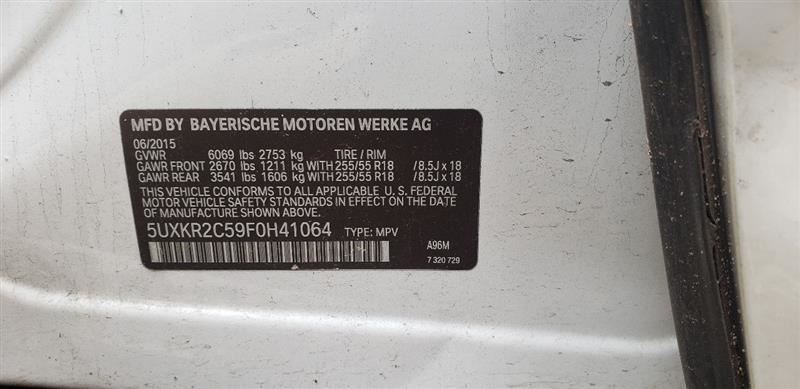 MFD BY BAYERISCHE MOTOREN WERKE AG
06/2015
GVWR 6069 lbs 2753 kg TIRE / RIM
GAWR FRONT 2670 lbs 1211 kg WITH 255/55 R18 /8.5J x 18
GAWR REAR 3541 lbs 1606 kg WITH 255/55 R18 /8.5J x 18
THIS VEHICLE CONFORMS TO ALL APPLICABLE U. S. FEDERAL
MOTOR VEHICLE SAFETY STANDARDS IN EFFECT ON THE DATE
OF MANUFACTURE SHOWN ABOVE.
5UXKR2C59F0H41064 TYPE: MPV A96M
7 320 729